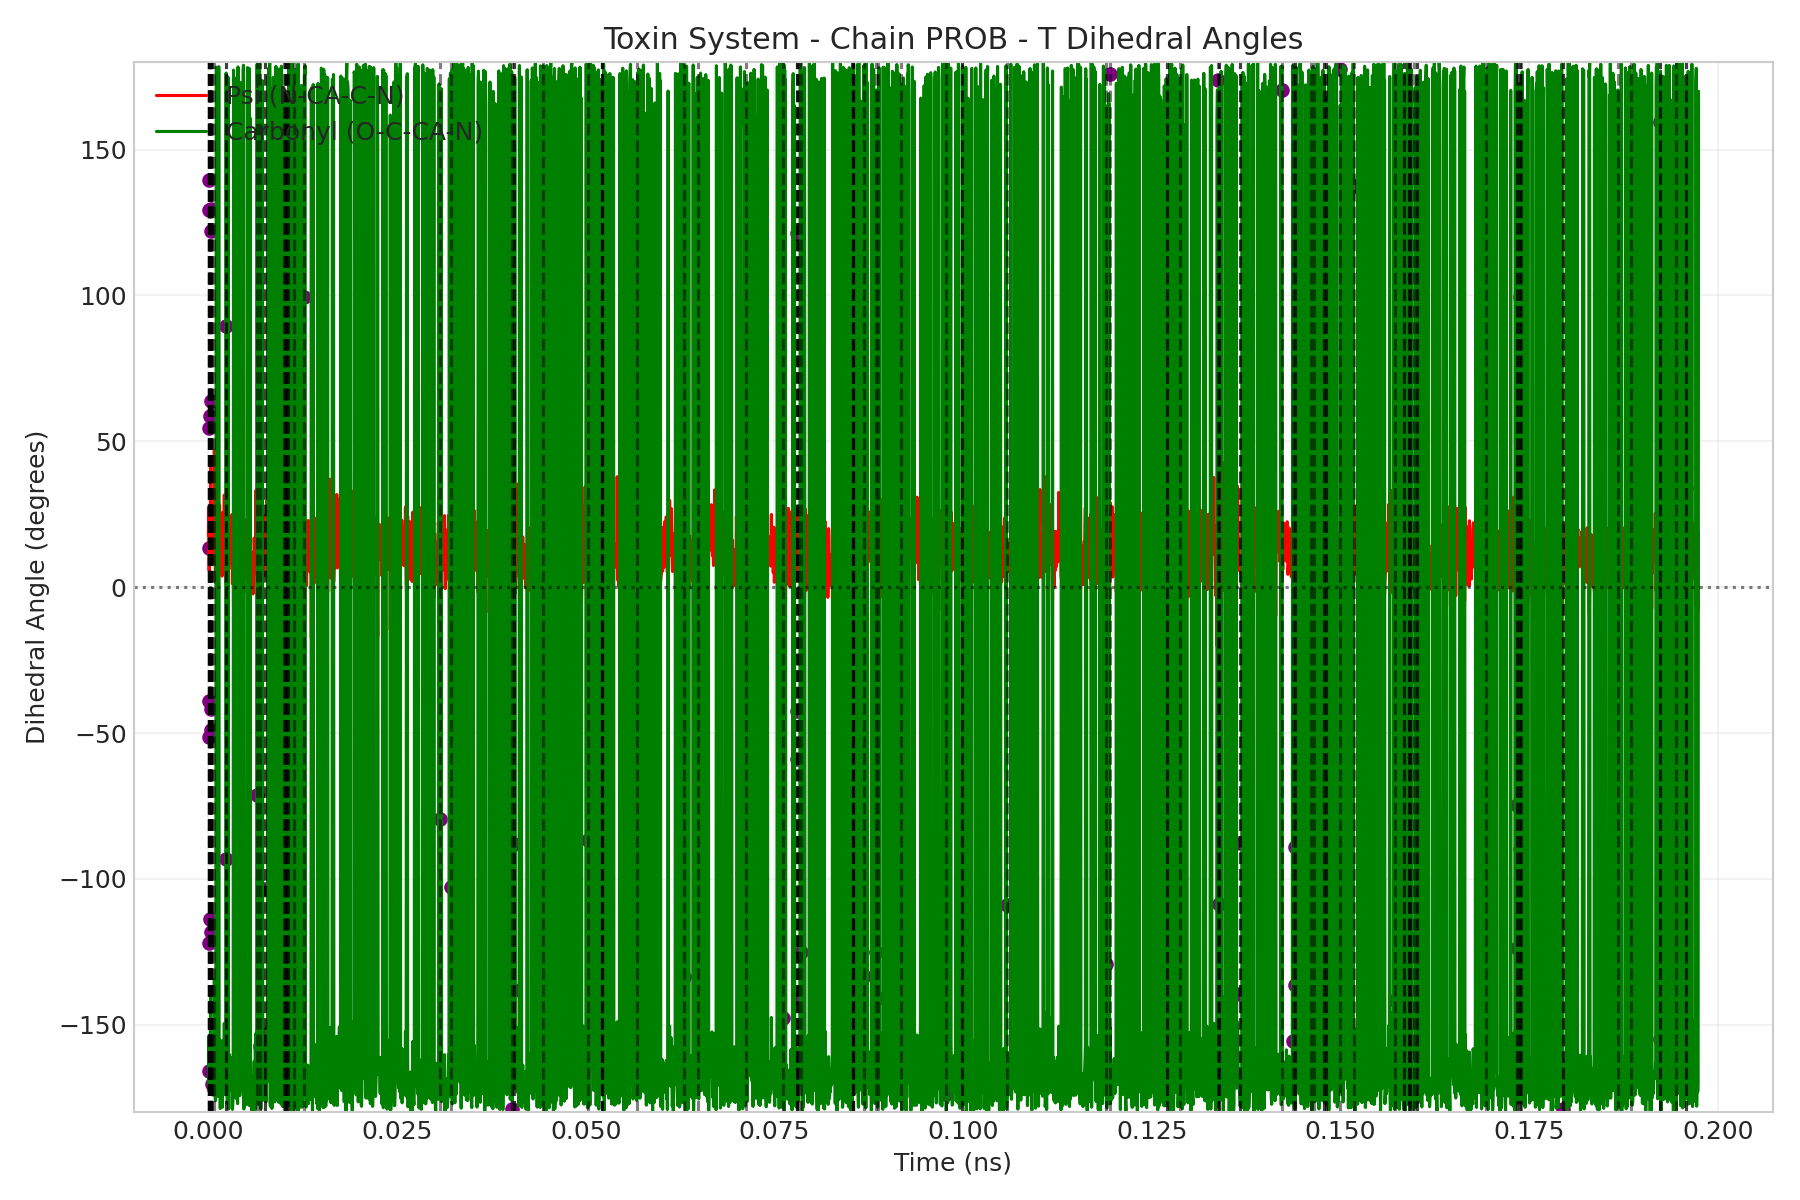 Toxin System - Chain PROB - T Dihedral Angles
Psi (N-CA-C-N)
Carbonyl (O-C-CA-N)
150
100
50
0
−50
−100
−150
Dihedral Angle (degrees)
0.000 0.025 0.050 0.075 0.100 0.125 0.150 0.175 0.200
Time (ns)